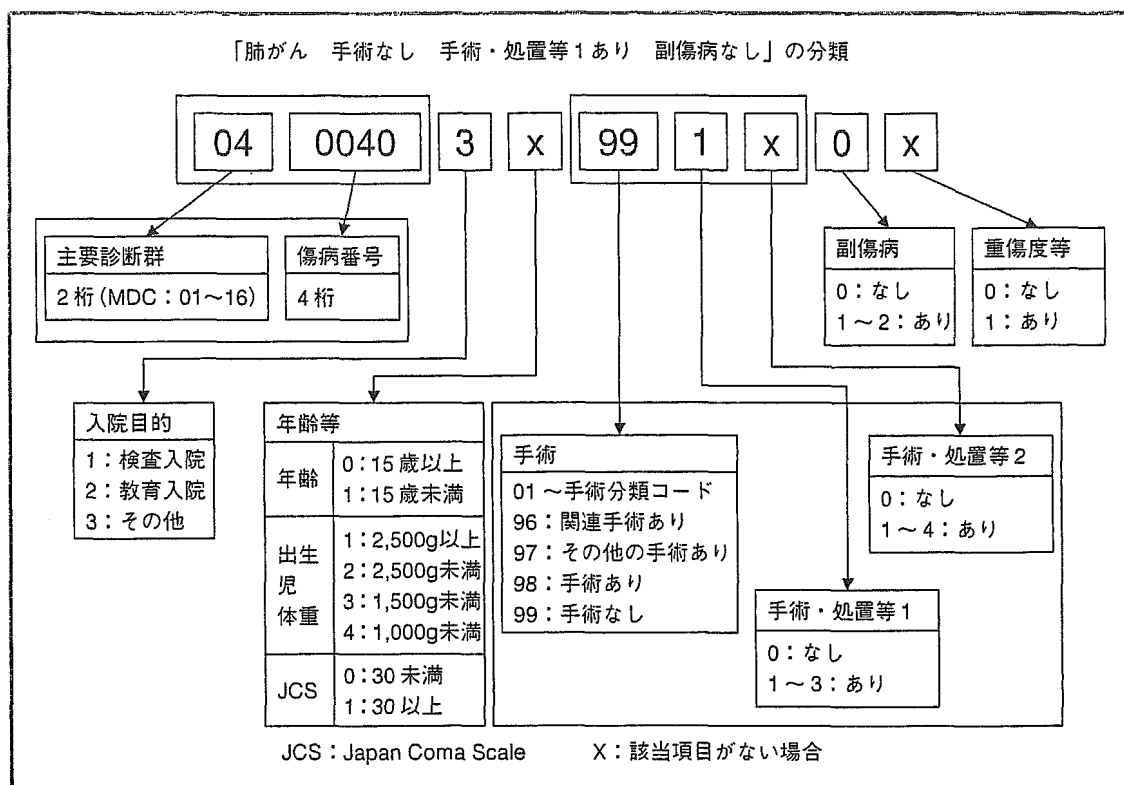 「肺がん 手術なし 手術・処置等1あり 副傷病なし」の分類
04 0040 3 x 99 1 x 0 x
主要診断群
2桁(MDC:01~16)
傷病番号
4桁
副傷病
0:なし
1~2:あり
重傷度等
0:なし
1:あり
入院目的
1:検査入院
2:教育入院
3:その他
年齢等
年齢
0:15歳以上
1:15歳未満
出生
児
体重
1:2,500g以上
2:2,500g未満
3:1,500g未満
4:1,000g未満
JCS
0:30未満
1:30以上
手術
01~手術分類コード
96:関連手術あり
97:その他の手術あり
98:手術あり
99:手術なし
手術・処置等1
0:なし
1~3:あり
手術・処置等2
0:なし
1~4:あり
JCS:Japan Coma Scale X:該当項目がない場合